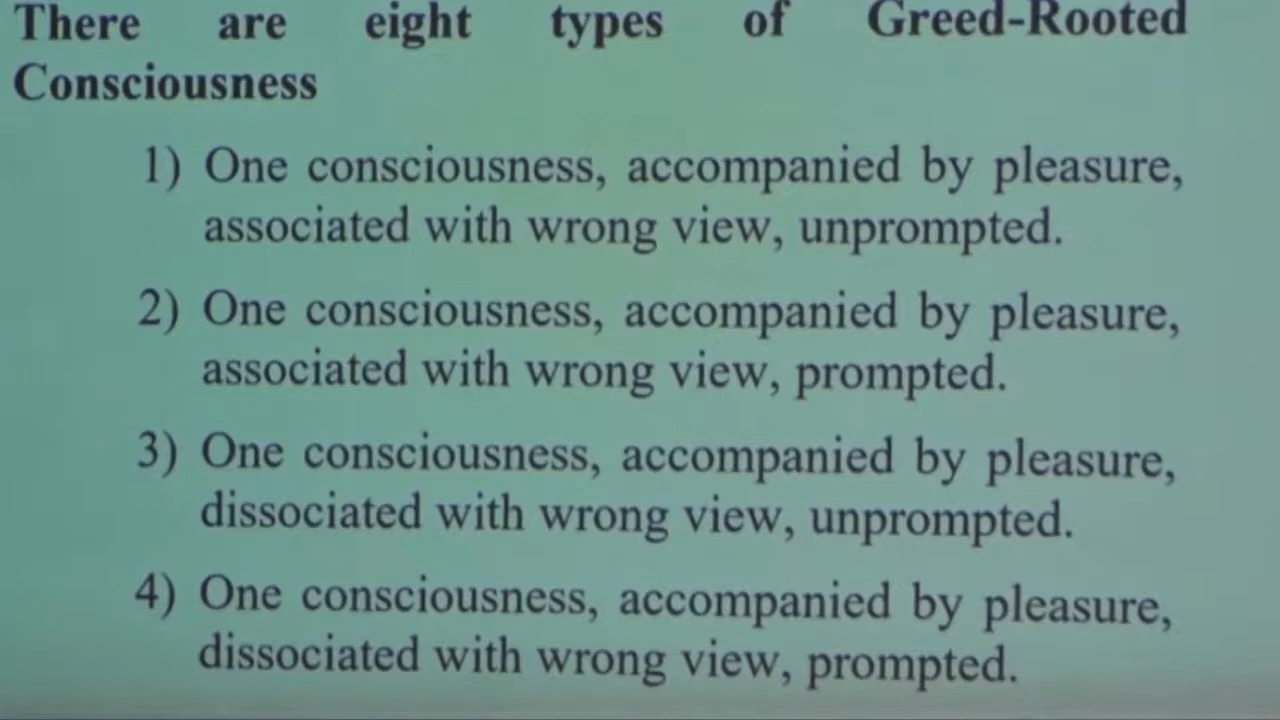 There are eight types of Greed-Rooted
Consciousness
1) One consciousness, accompanied by pleasure,
associated with wrong view, unprompted.
2) One consciousness, accompanied by pleasure,
associated with wrong view, prompted.
3) One consciousness, accompanied by pleasure,
dissociated with wrong view, unprompted.
4) One consciousness, accompanied by pleasure,
dissociated with wrong view, prompted.